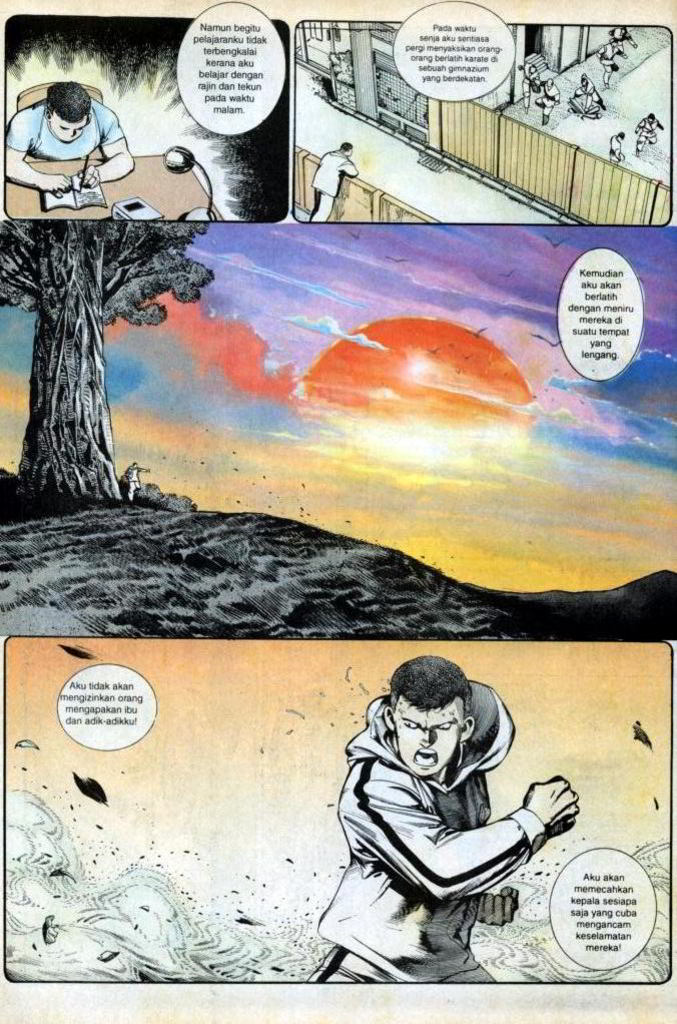 Namun begitu
pelajaranku tidak
terbengkalai
kerana aku
belajar dengan
rajin dan tekun
pada waktu
malam.
Pada waktu
senja aku sentiasa
pergi menyaksikan orang-
orang berlatih karate di
sebuah gimnazium
yang berdekatan.
Kemudian
aku akan
berlatih
dengan meniru
mereka di
suatu tempat
yang
lengang.
Aku tidak akan
mengizinkan orang
mengapakan ibu
dan adik-adikku!
Aku akan
memecahkan
kepala sesiapa
saja yang cuba
mengancam
keselamatan
mereka!